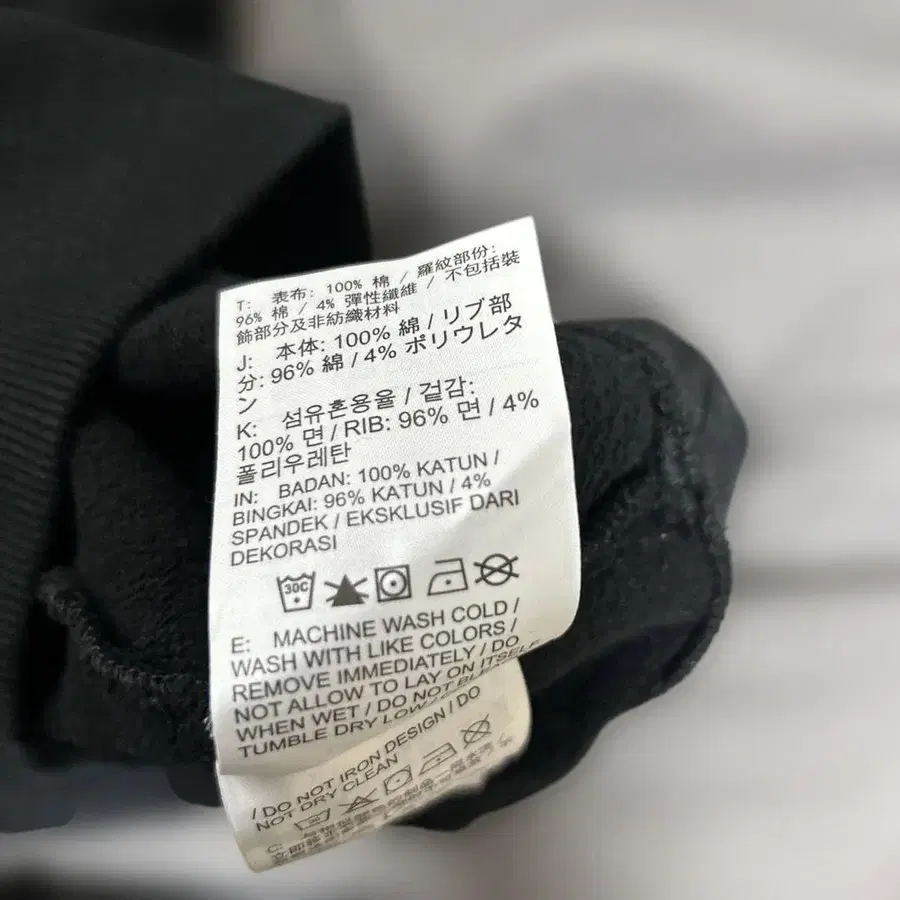 T: 表布: 100% 棉 / 羅紋部份:
96% 棉 / 4% 彈性纖維 / 不包括裝
飾部分及非紡織材料
J: 本体: 100% 綿 / リブ部
分: 96% 綿 / 4% ポリウレタ
ン
K: 섬유혼용율 / 겉감:
100% 면 / RIB: 96% 면 / 4%
폴리우레탄
IN: BADAN: 100% KATUN /
BINGKAI: 96% KATUN / 4%
SPANDEK / EKSKLUSIF DARI
DEKORASI
30C
E: MACHINE WASH COLD /
WASH WITH LIKE COLORS /
REMOVE IMMEDIATELY / DO
NOT ALLOW TO LAY ON ITSELF
WHEN WET / DO NOT BLEACH
TUMBLE DRY LOW /
/ DO NOT IRON DESIGN / DO
NOT DRY CLEAN